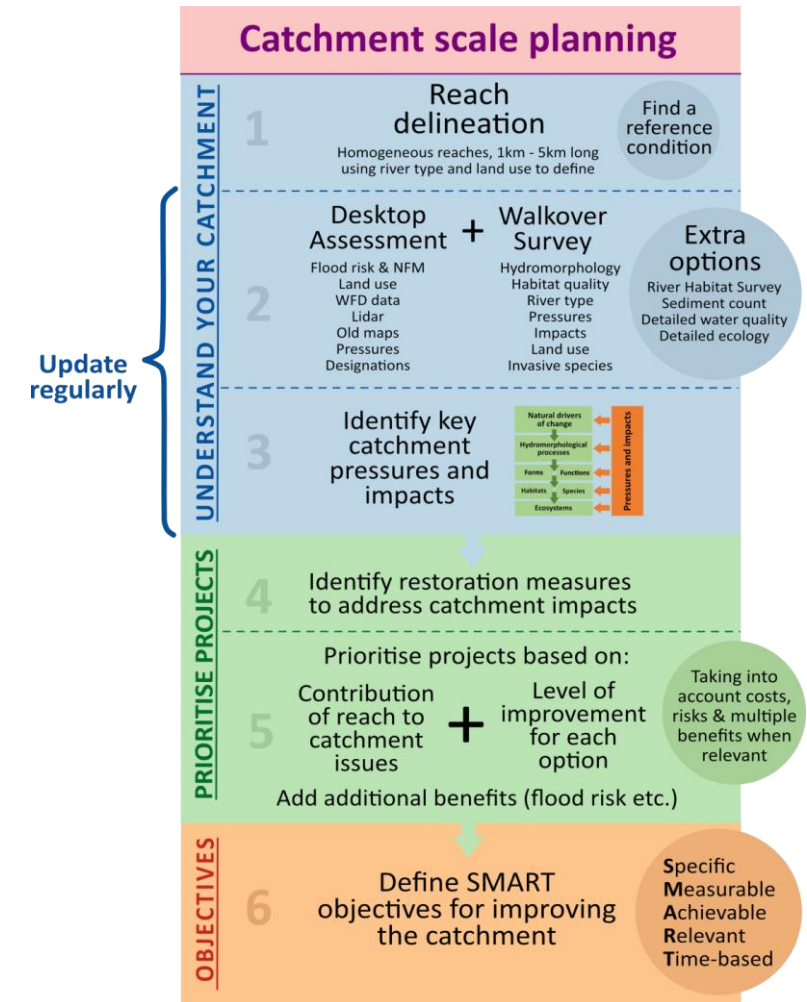 Catchment scale planning
UNDERSTAND YOUR CATCHMENT
1
Reach
delineation
Homogeneous reaches, 1km - 5km long
using river type and land use to define
Find a
reference
condition
Update
regularly
2
Desktop
Assessment
Flood risk & NFM
Land use
WFD data
Lidar
Old maps
Pressures
Designations
+
Walkover
Survey
Hydromorphology
Habitat quality
River type
Pressures
Impacts
Land use
Invasive species
Extra
options
River Habitat Survey
Sediment count
Detailed water quality
Detailed ecology
3
Identify key
catchment
pressures and
impacts
Natural drivers
of change
Hydromorphological
processes
Forms Functions
Habitats Species
Ecosystems
Pressures and impacts
PRIORITISE PROJECTS
4
Identify restoration measures
to address catchment impacts
5
Prioritise projects based on:
Contribution
of reach to
catchment
issues
+
Level of
improvement
for each
option
Add additional benefits (flood risk etc.)
Taking into
account costs,
risks & multiple
benefits when
relevant
OBJECTIVES
6
Define SMART
objectives for improving
the catchment
Specific
Measurable
Achievable
Relevant
Time-based